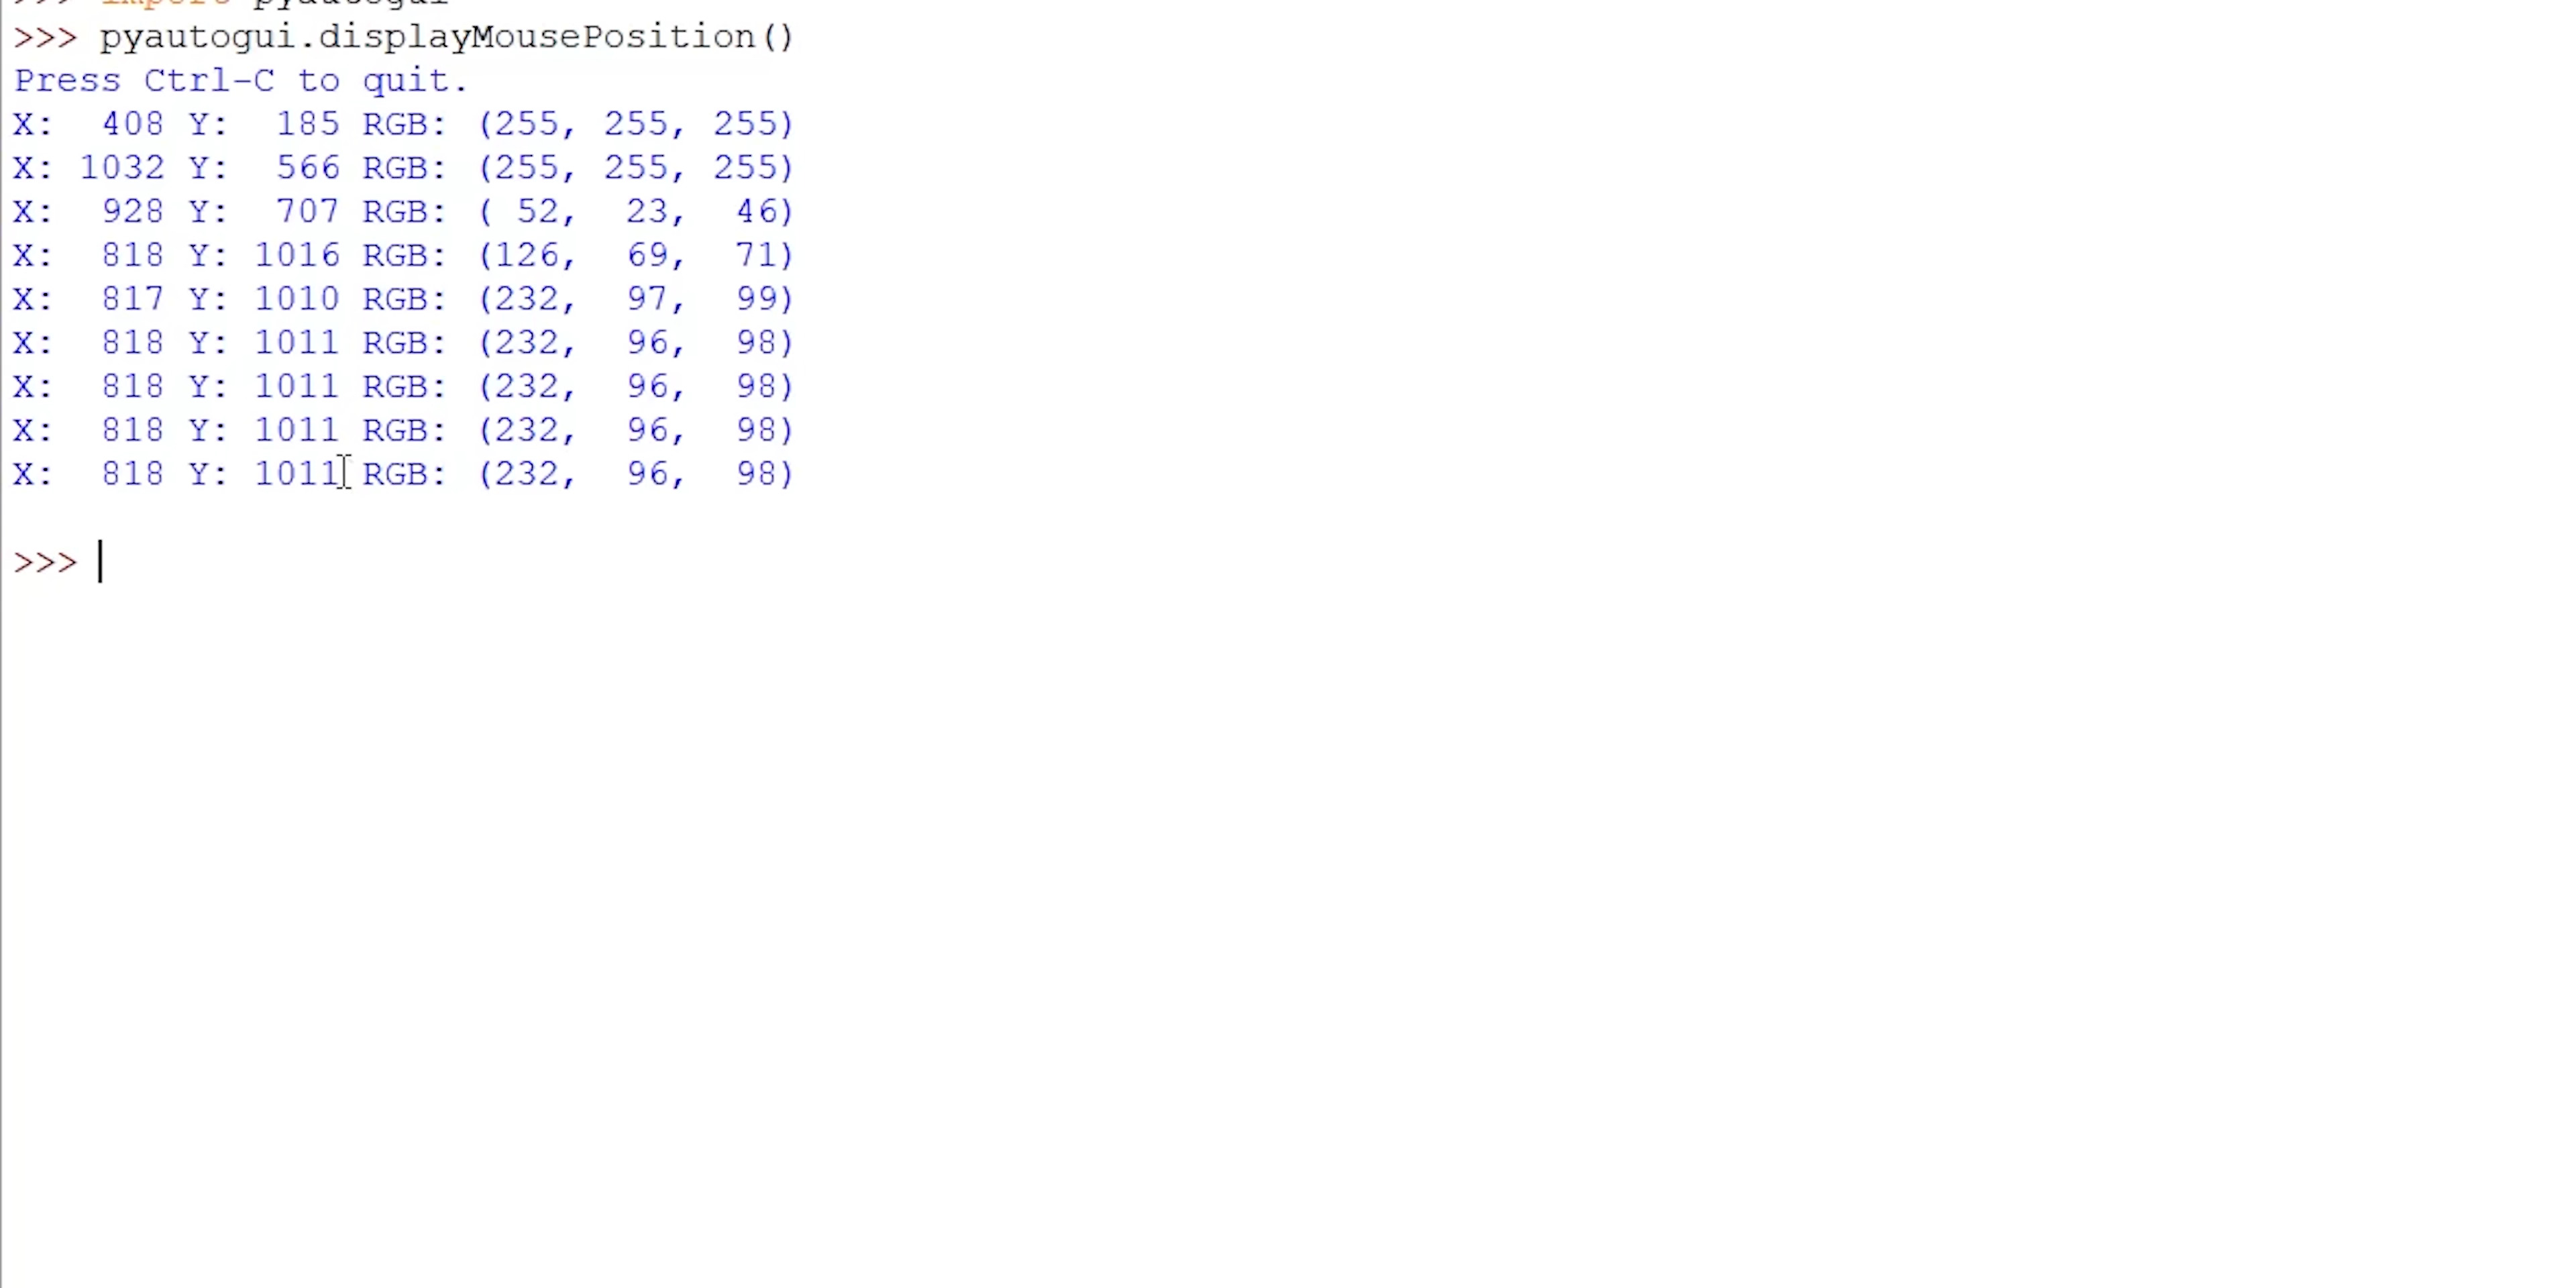 >>> import pyautogui
>>> pyautogui.displayMousePosition()
Press Ctrl-C to quit.
X:  408 Y:  185 RGB: (255, 255, 255)
X: 1032 Y:  566 RGB: (255, 255, 255)
X:  928 Y:  707 RGB: ( 52,  23,  46)
X:  818 Y: 1016 RGB: (126,  69,  71)
X:  817 Y: 1010 RGB: (232,  97,  99)
X:  818 Y: 1011 RGB: (232,  96,  98)
X:  818 Y: 1011 RGB: (232,  96,  98)
X:  818 Y: 1011 RGB: (232,  96,  98)
X:  818 Y: 1011 RGB: (232,  96,  98)
>>>